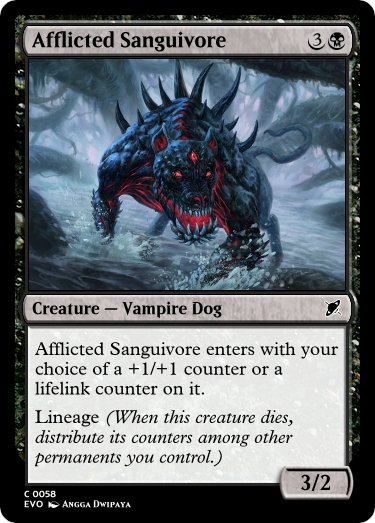 Afflicted Sanguivore 3
Creature — Vampire Dog
Afflicted Sanguivore enters with your
choice of a +1/+1 counter or a
lifelink counter on it.
Lineage (When this creature dies,
distribute its counters among other
permanents you control.)
3/2
C 0058
EVO Angga Dwipaya